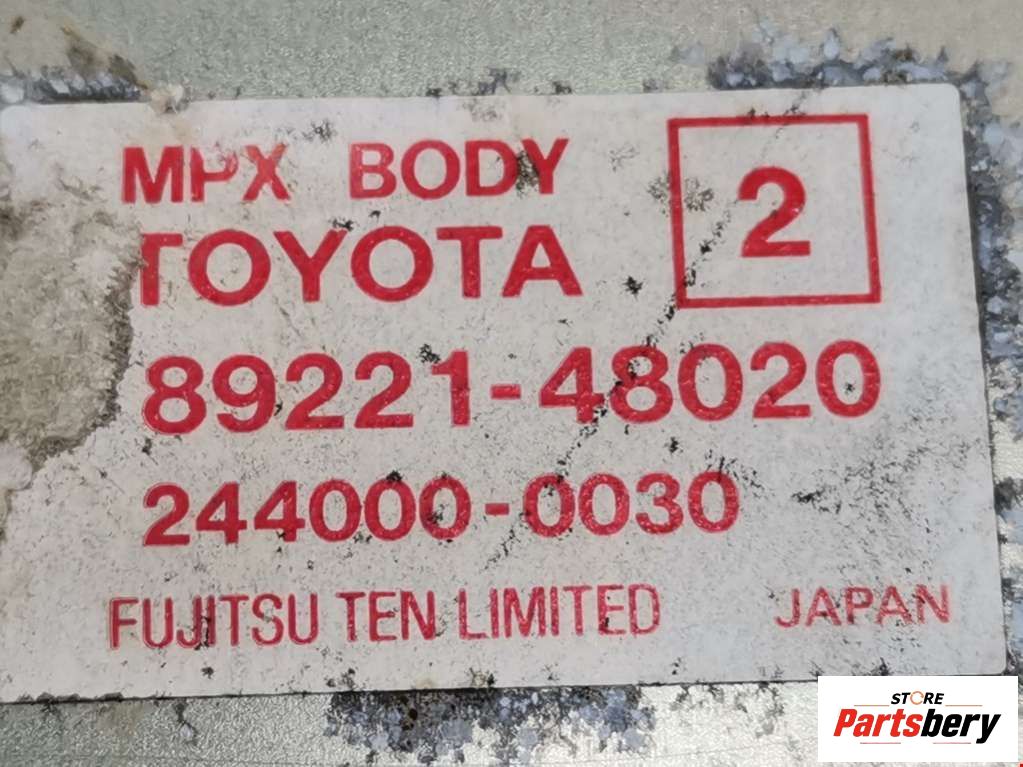 MPX BODY
2
TOYOTA
89221-48020
244000-0030
FUJITSU TEN LIMITED JAPAN
STORE
Partsbery